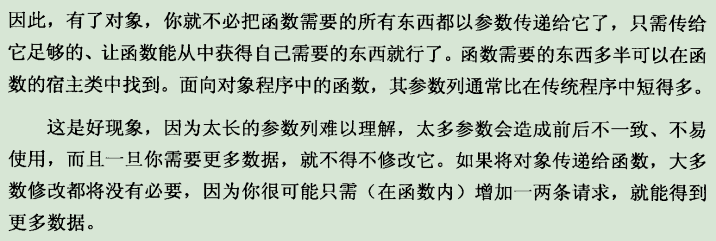 因此，有了对象，你就不必把函数需要的所有东西都以参数传递给它了，只需传给
它足够的、让函数能从中获得自己需要的东西就行了。函数需要的东西多半可以在函
数的宿主类中找到。面向对象程序中的函数，其参数列通常比在传统程序中短得多。
这是好现象，因为太长的参数列难以理解，太多参数会造成前后不一致、不易
使用，而且一旦你需要更多数据，就不得不修改它。如果将对象传递给函数，大多
数修改都将没有必要，因为你很可能只需（在函数内）增加一两条请求，就能得到
更多数据。